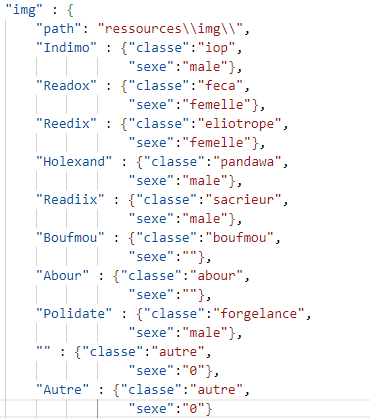 "img" : {
"path": "ressources\\img\\",
"Indimo" : {"classe":"iop",
"sexe":"male"},
"Readox" : {"classe":"feca",
"sexe":"femelle"},
"Reedix" : {"classe":"eliotrope",
"sexe":"femelle"},
"Holexand" : {"classe":"pandawa",
"sexe":"male"},
"Readiix" : {"classe":"sacrieur",
"sexe":"male"},
"Boufmou" : {"classe":"boufmou",
"sexe":""},
"Abour" : {"classe":"abour",
"sexe":""},
"Polidate" : {"classe":"forgelance",
"sexe":"male"},
"" : {"classe":"autre",
"sexe":"0"},
"Autre" : {"classe":"autre",
"sexe":"0"}